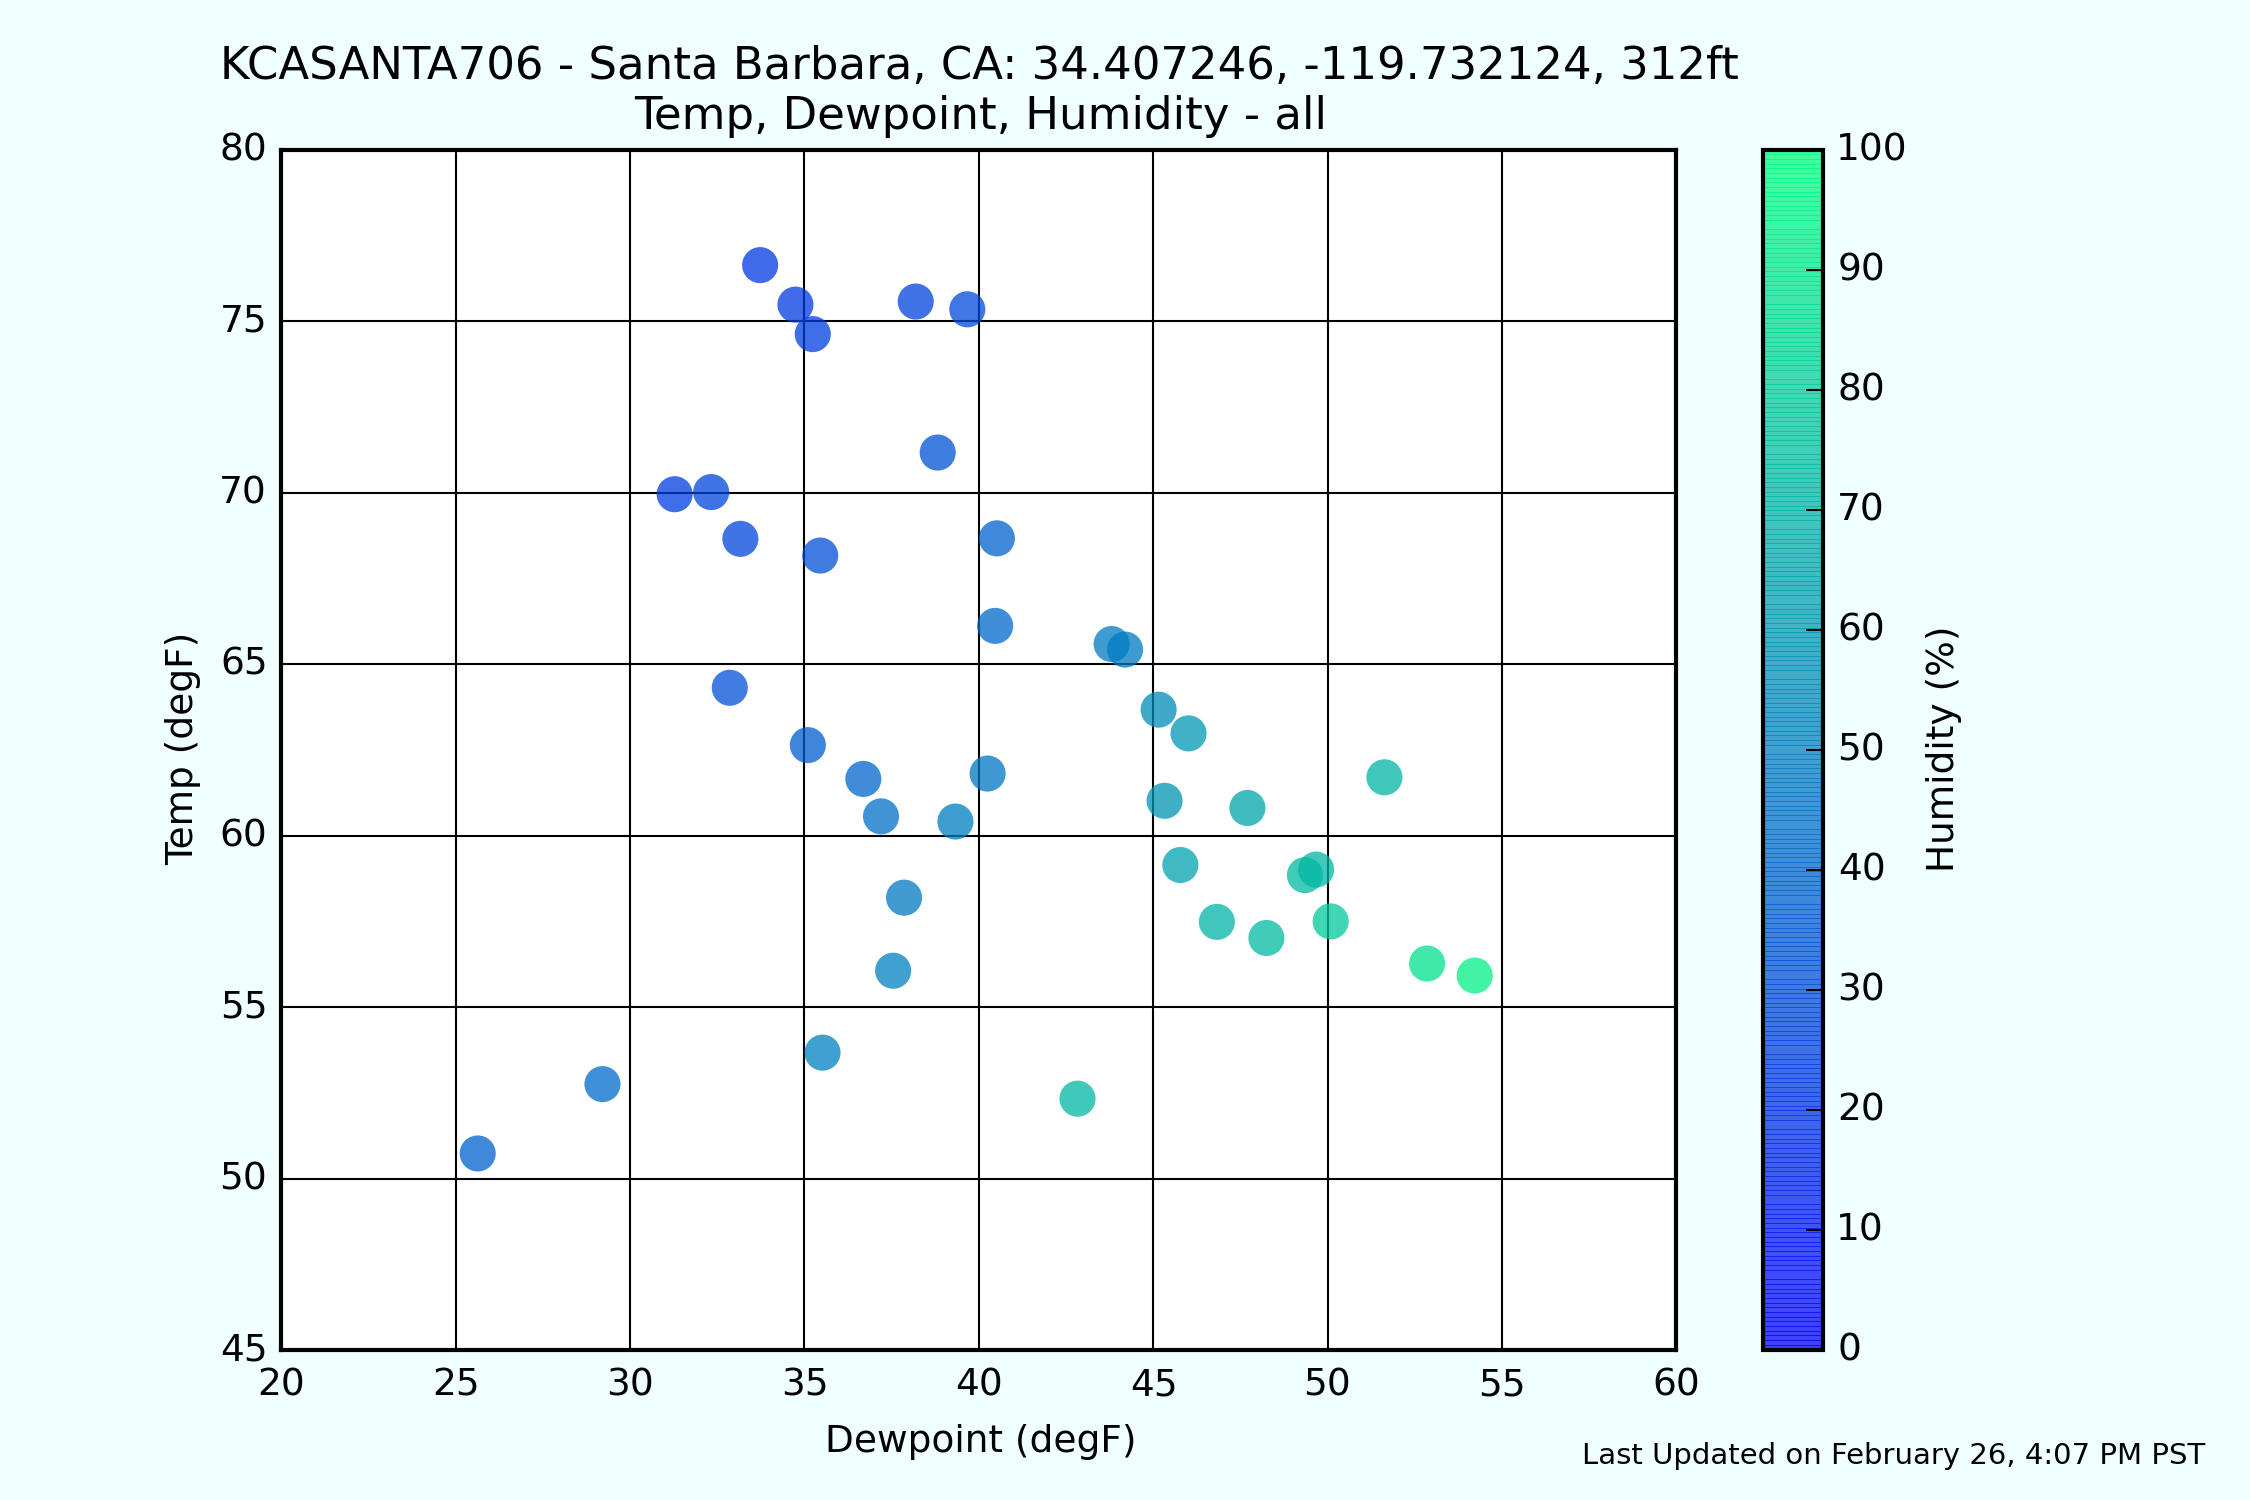 KCASANTA706 - Santa Barbara, CA: 34.407246, -119.732124, 312ft
Temp, Dewpoint, Humidity - all
80
75
70
65
60
55
50
45
Temp (degF)
20 25 30 35 40 45 50 55 60
Dewpoint (degF)
100
90
80
70
60
50
40
30
20
10
0
Humidity (%)
Last Updated on February 26, 4:07 PM PST